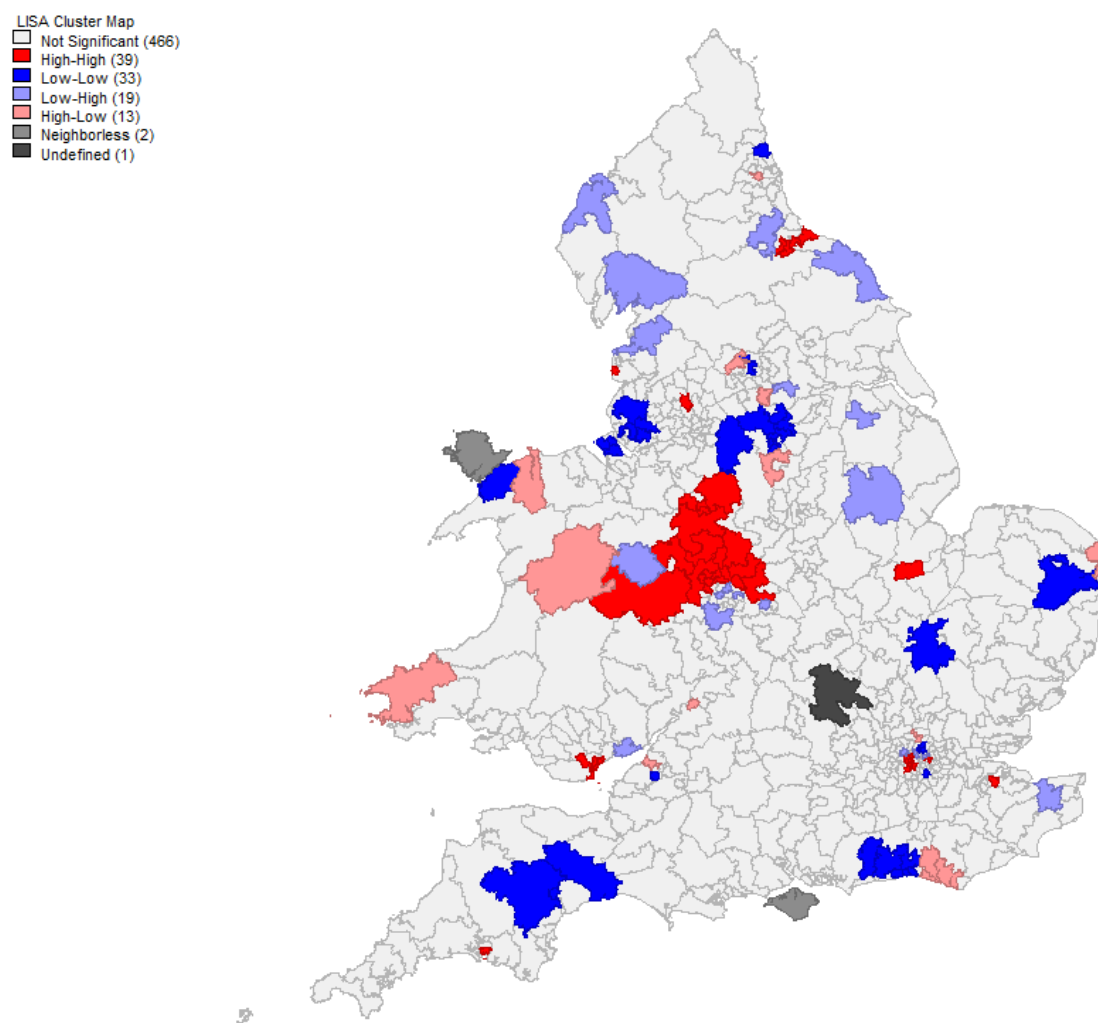 LISA Cluster Map
Not Significant (466)
High-High (39)
Low-Low (33)
Low-High (19)
High-Low (13)
Neighborless (2)
Undefined (1)